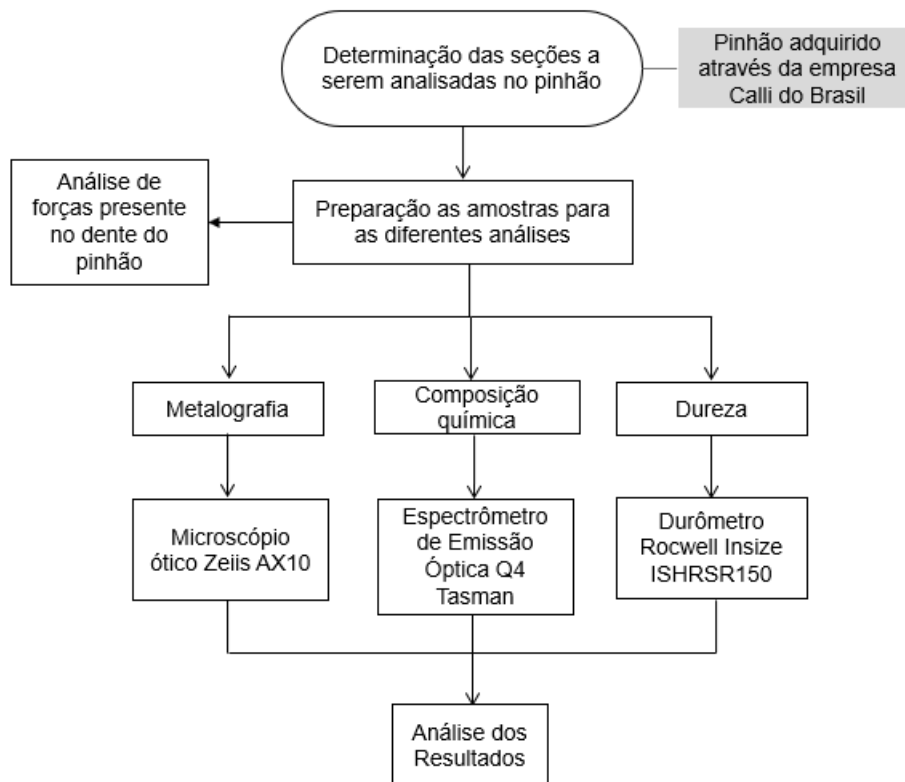 Determinação das seções a
serem analisadas no pinhão
Pinhão adquirido
através da empresa
Calli do Brasil
Análise de
forças presente
no dente do
pinhão
Preparação as amostras para
as diferentes análises
Metalografia
Composição
química
Dureza
Microscópio
ótico Zeiis AX10
Espectrômetro
de Emissão
Óptica Q4
Tasman
Durômetro
Rocwell Insize
ISHRSR150
Análise dos
Resultados